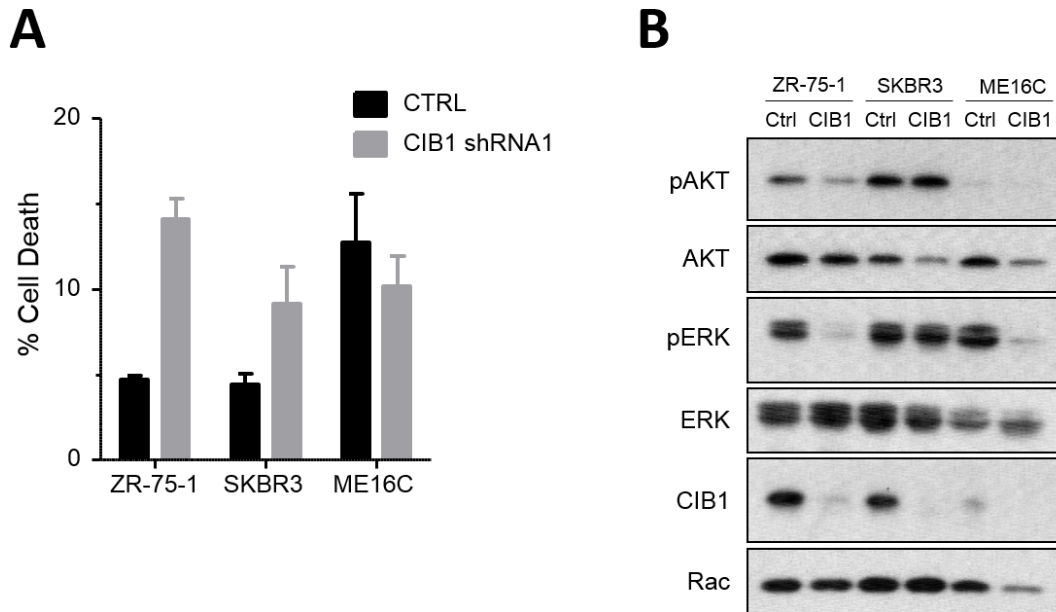 A
CTRL
CIB1 shRNA1
20
10
0
% Cell Death
ZR-75-1 SKBR3 ME16C
B
ZR-75-1 SKBR3 ME16C
Ctrl CIB1 Ctrl CIB1 Ctrl CIB1
pAKT
AKT
pERK
ERK
CIB1
Rac